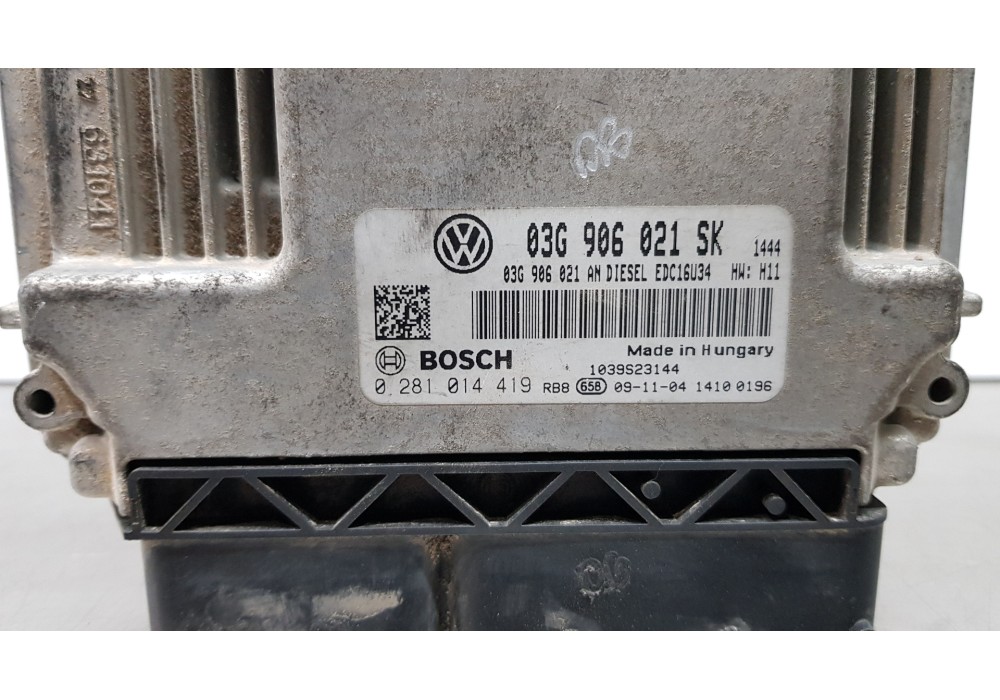 03G 906 021 SK 1444
03G 906 021 AN DIESEL EDC16U34 HW: H11
BOSCH
Made in Hungary
1039S23144
0 281 014 419 RB8 658 09-11-04 1410 0196
631041